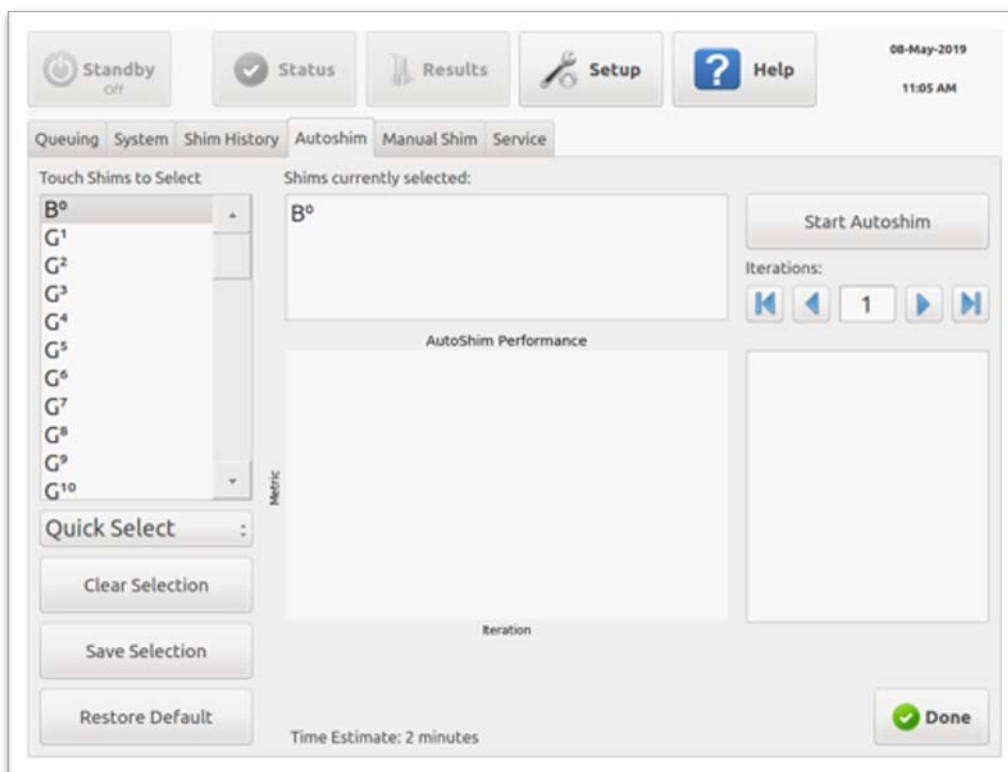 Standby
Off
Status
Results
Setup
?
Help
08-May-2019
11:05 AM
Queuing System Shim History Autoshim Manual Shim Service
Touch Shims to Select
B⁰
G¹
G²
G³
G⁴
G⁵
G⁶
G⁷
G⁸
G⁹
G¹⁰
Quick Select
Clear Selection
Save Selection
Restore Default
Shims currently selected:
B⁰
AutoShim Performance
Metric
Iteration
Time Estimate: 2 minutes
Start Autoshim
Iterations:
1
Done